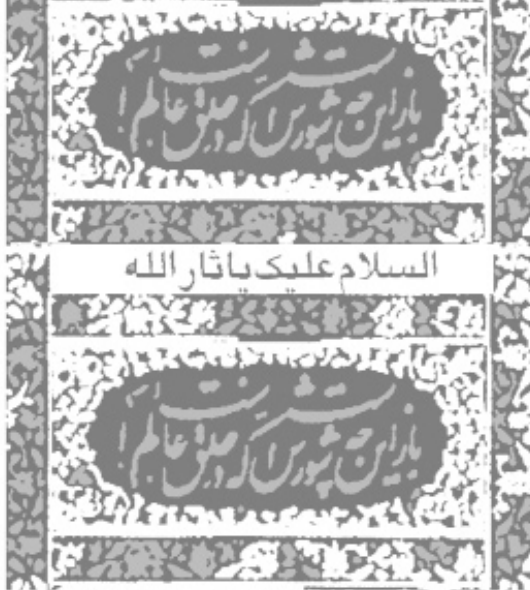 باز این چه شورش است که در خلق عالم است
السلام علیک یا ثار الله
باز این چه شورش است که در خلق عالم است